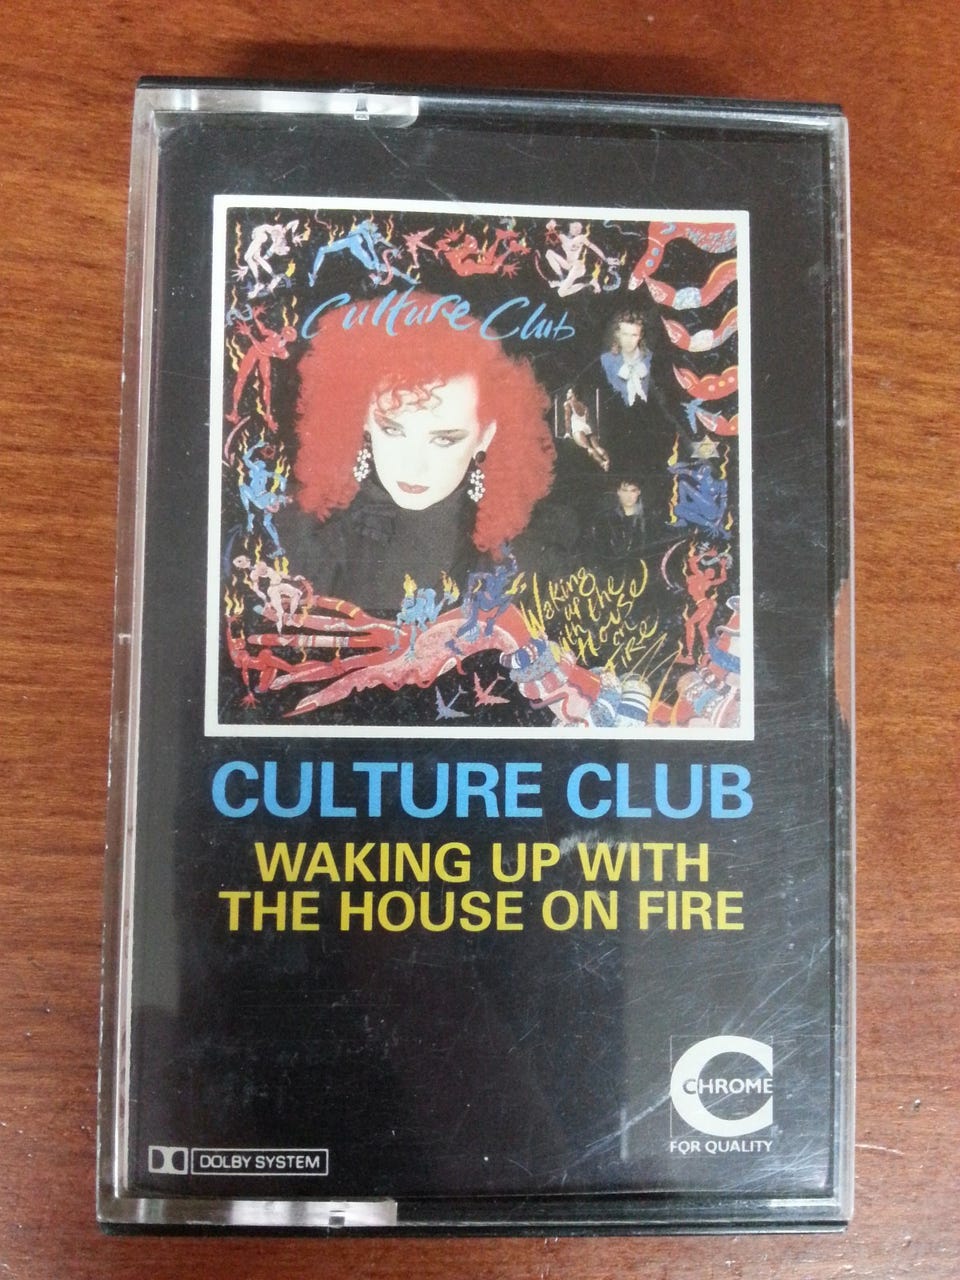 Culture Club
Waking
up the
with the
House
on
FIRE
CULTURE CLUB
WAKING UP WITH
THE HOUSE ON FIRE
CHROME
FOR QUALITY
DOLBY SYSTEM